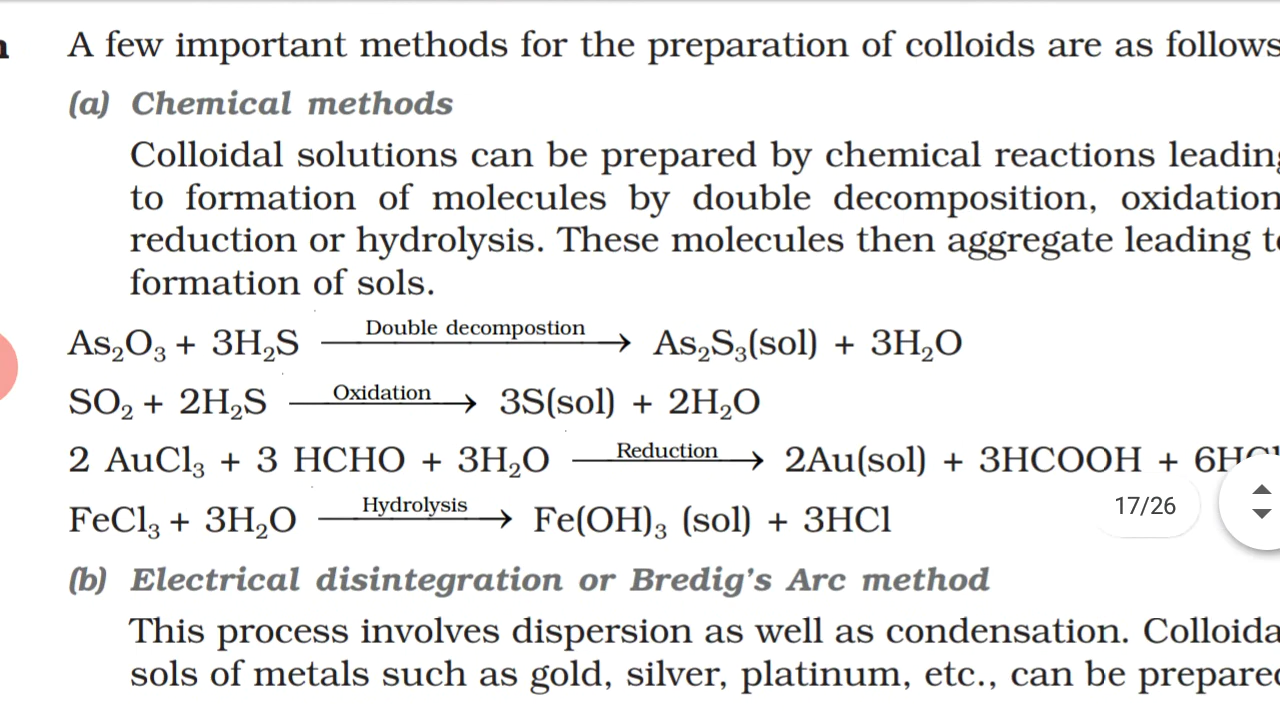 A few important methods for the preparation of colloids are as follows
(a) Chemical methods
Colloidal solutions can be prepared by chemical reactions leading
to formation of molecules by double decomposition, oxidation
reduction or hydrolysis. These molecules then aggregate leading to
formation of sols.
As₂O₃ + 3H₂S Double decompostion → As₂S₃(sol) + 3H₂O
SO₂ + 2H₂S Oxidation → 3S(sol) + 2H₂O
2 AuCl₃ + 3 HCHO + 3H₂O Reduction → 2Au(sol) + 3HCOOH + 6HCl
FeCl₃ + 3H₂O Hydrolysis → Fe(OH)₃ (sol) + 3HCl
17/26
(b) Electrical disintegration or Bredig's Arc method
This process involves dispersion as well as condensation. Colloida
sols of metals such as gold, silver, platinum, etc., can be prepared